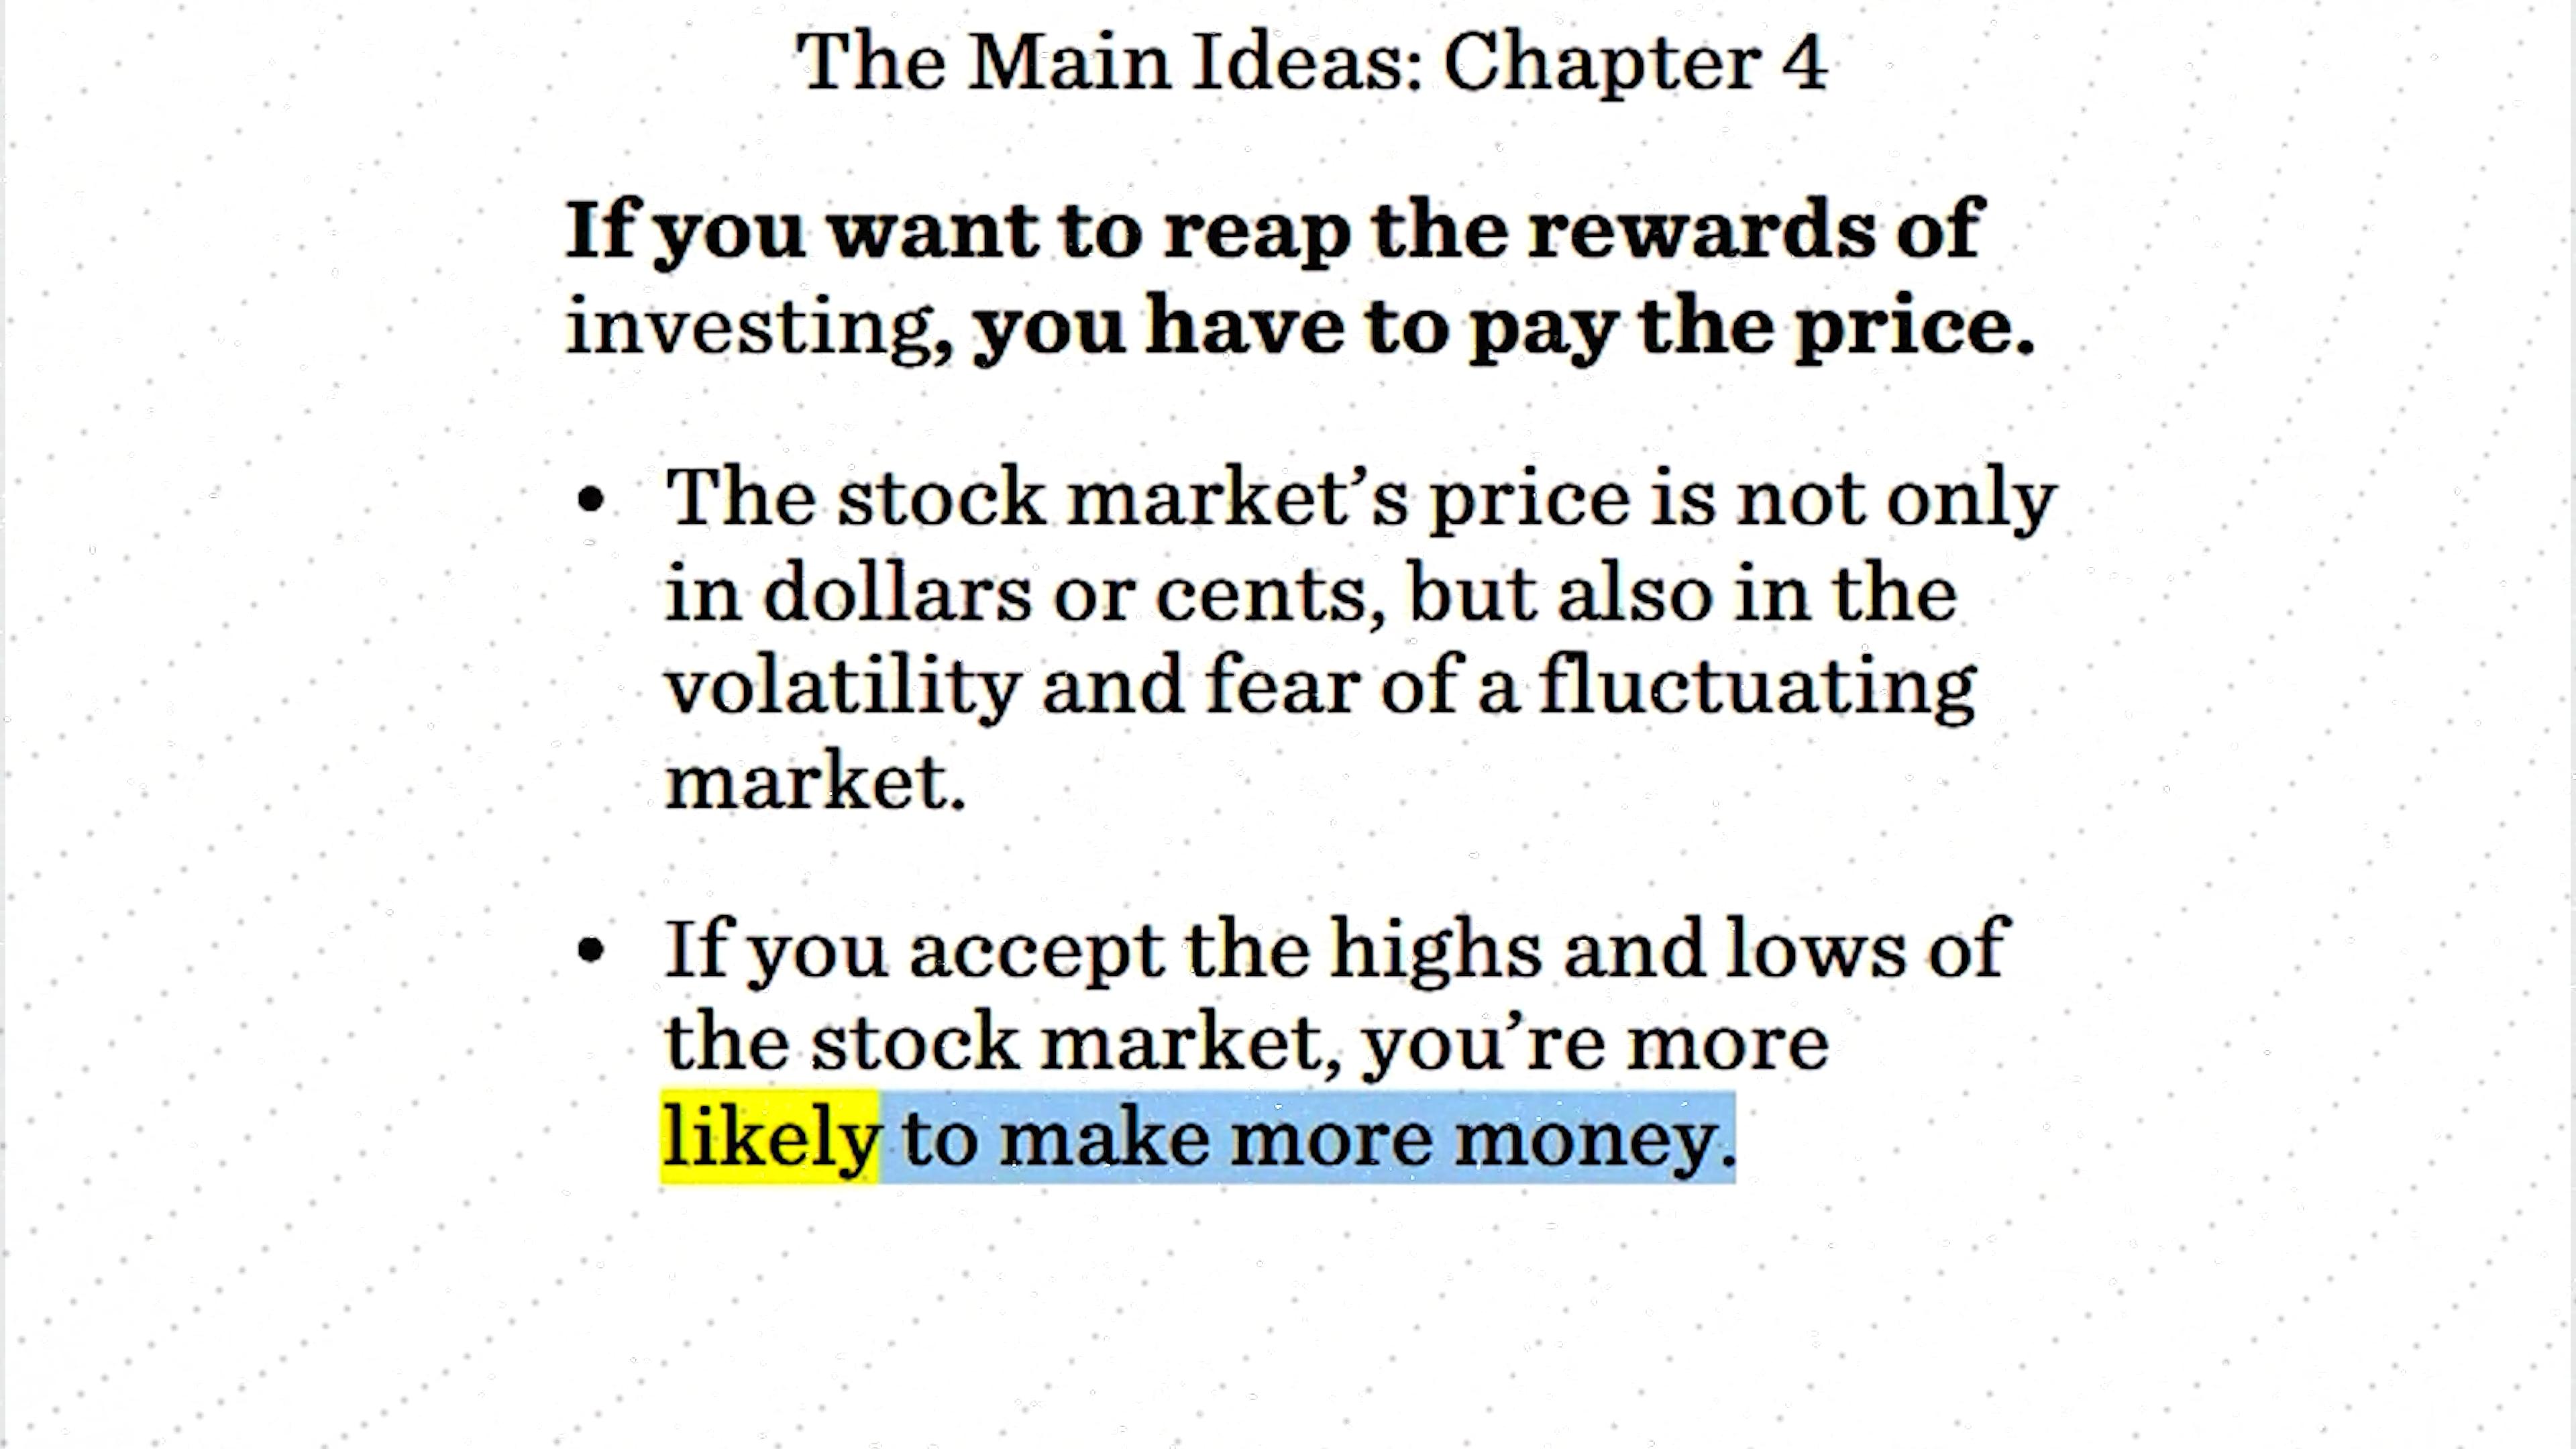 The Main Ideas: Chapter 4
If you want to reap the rewards of
investing, you have to pay the price.
• The stock market’s price is not only
in dollars or cents, but also in the
volatility and fear of a fluctuating
market.
• If you accept the highs and lows of
the stock market, you’re more
likely to make more money.